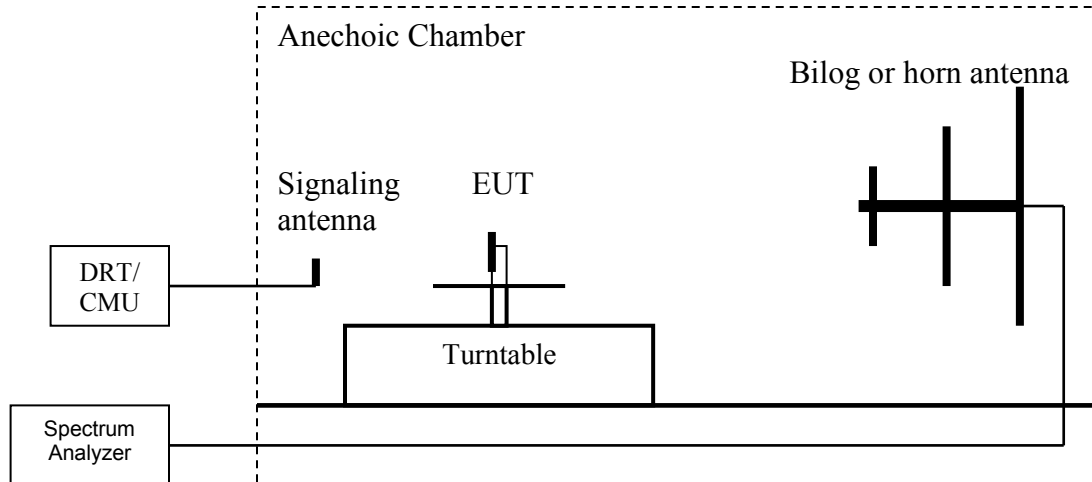 Anechoic Chamber
Bilog or horn antenna
Signaling
antenna
EUT
DRT/
CMU
Turntable
Spectrum
Analyzer